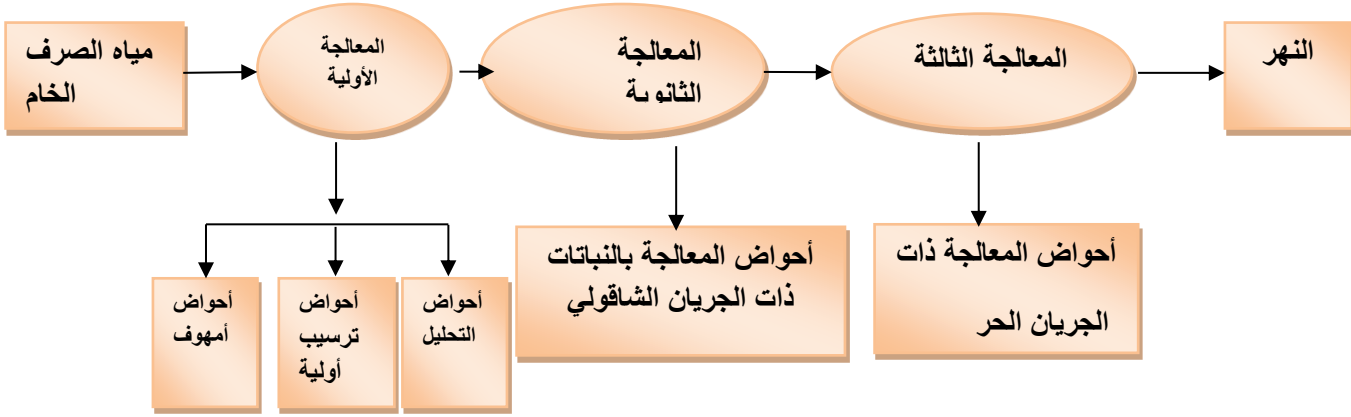 مياه الصرف
الخام
المعالجة
الأولية
المعالجة
الثانوية
المعالجة الثالثة
النهر
أحواض
أمهوف
أحواض
ترسيب
أولية
أحواض
التحليل
أحواض المعالجة بالنباتات
ذات الجريان الشاقولي
أحواض المعالجة ذات
الجريان الحر